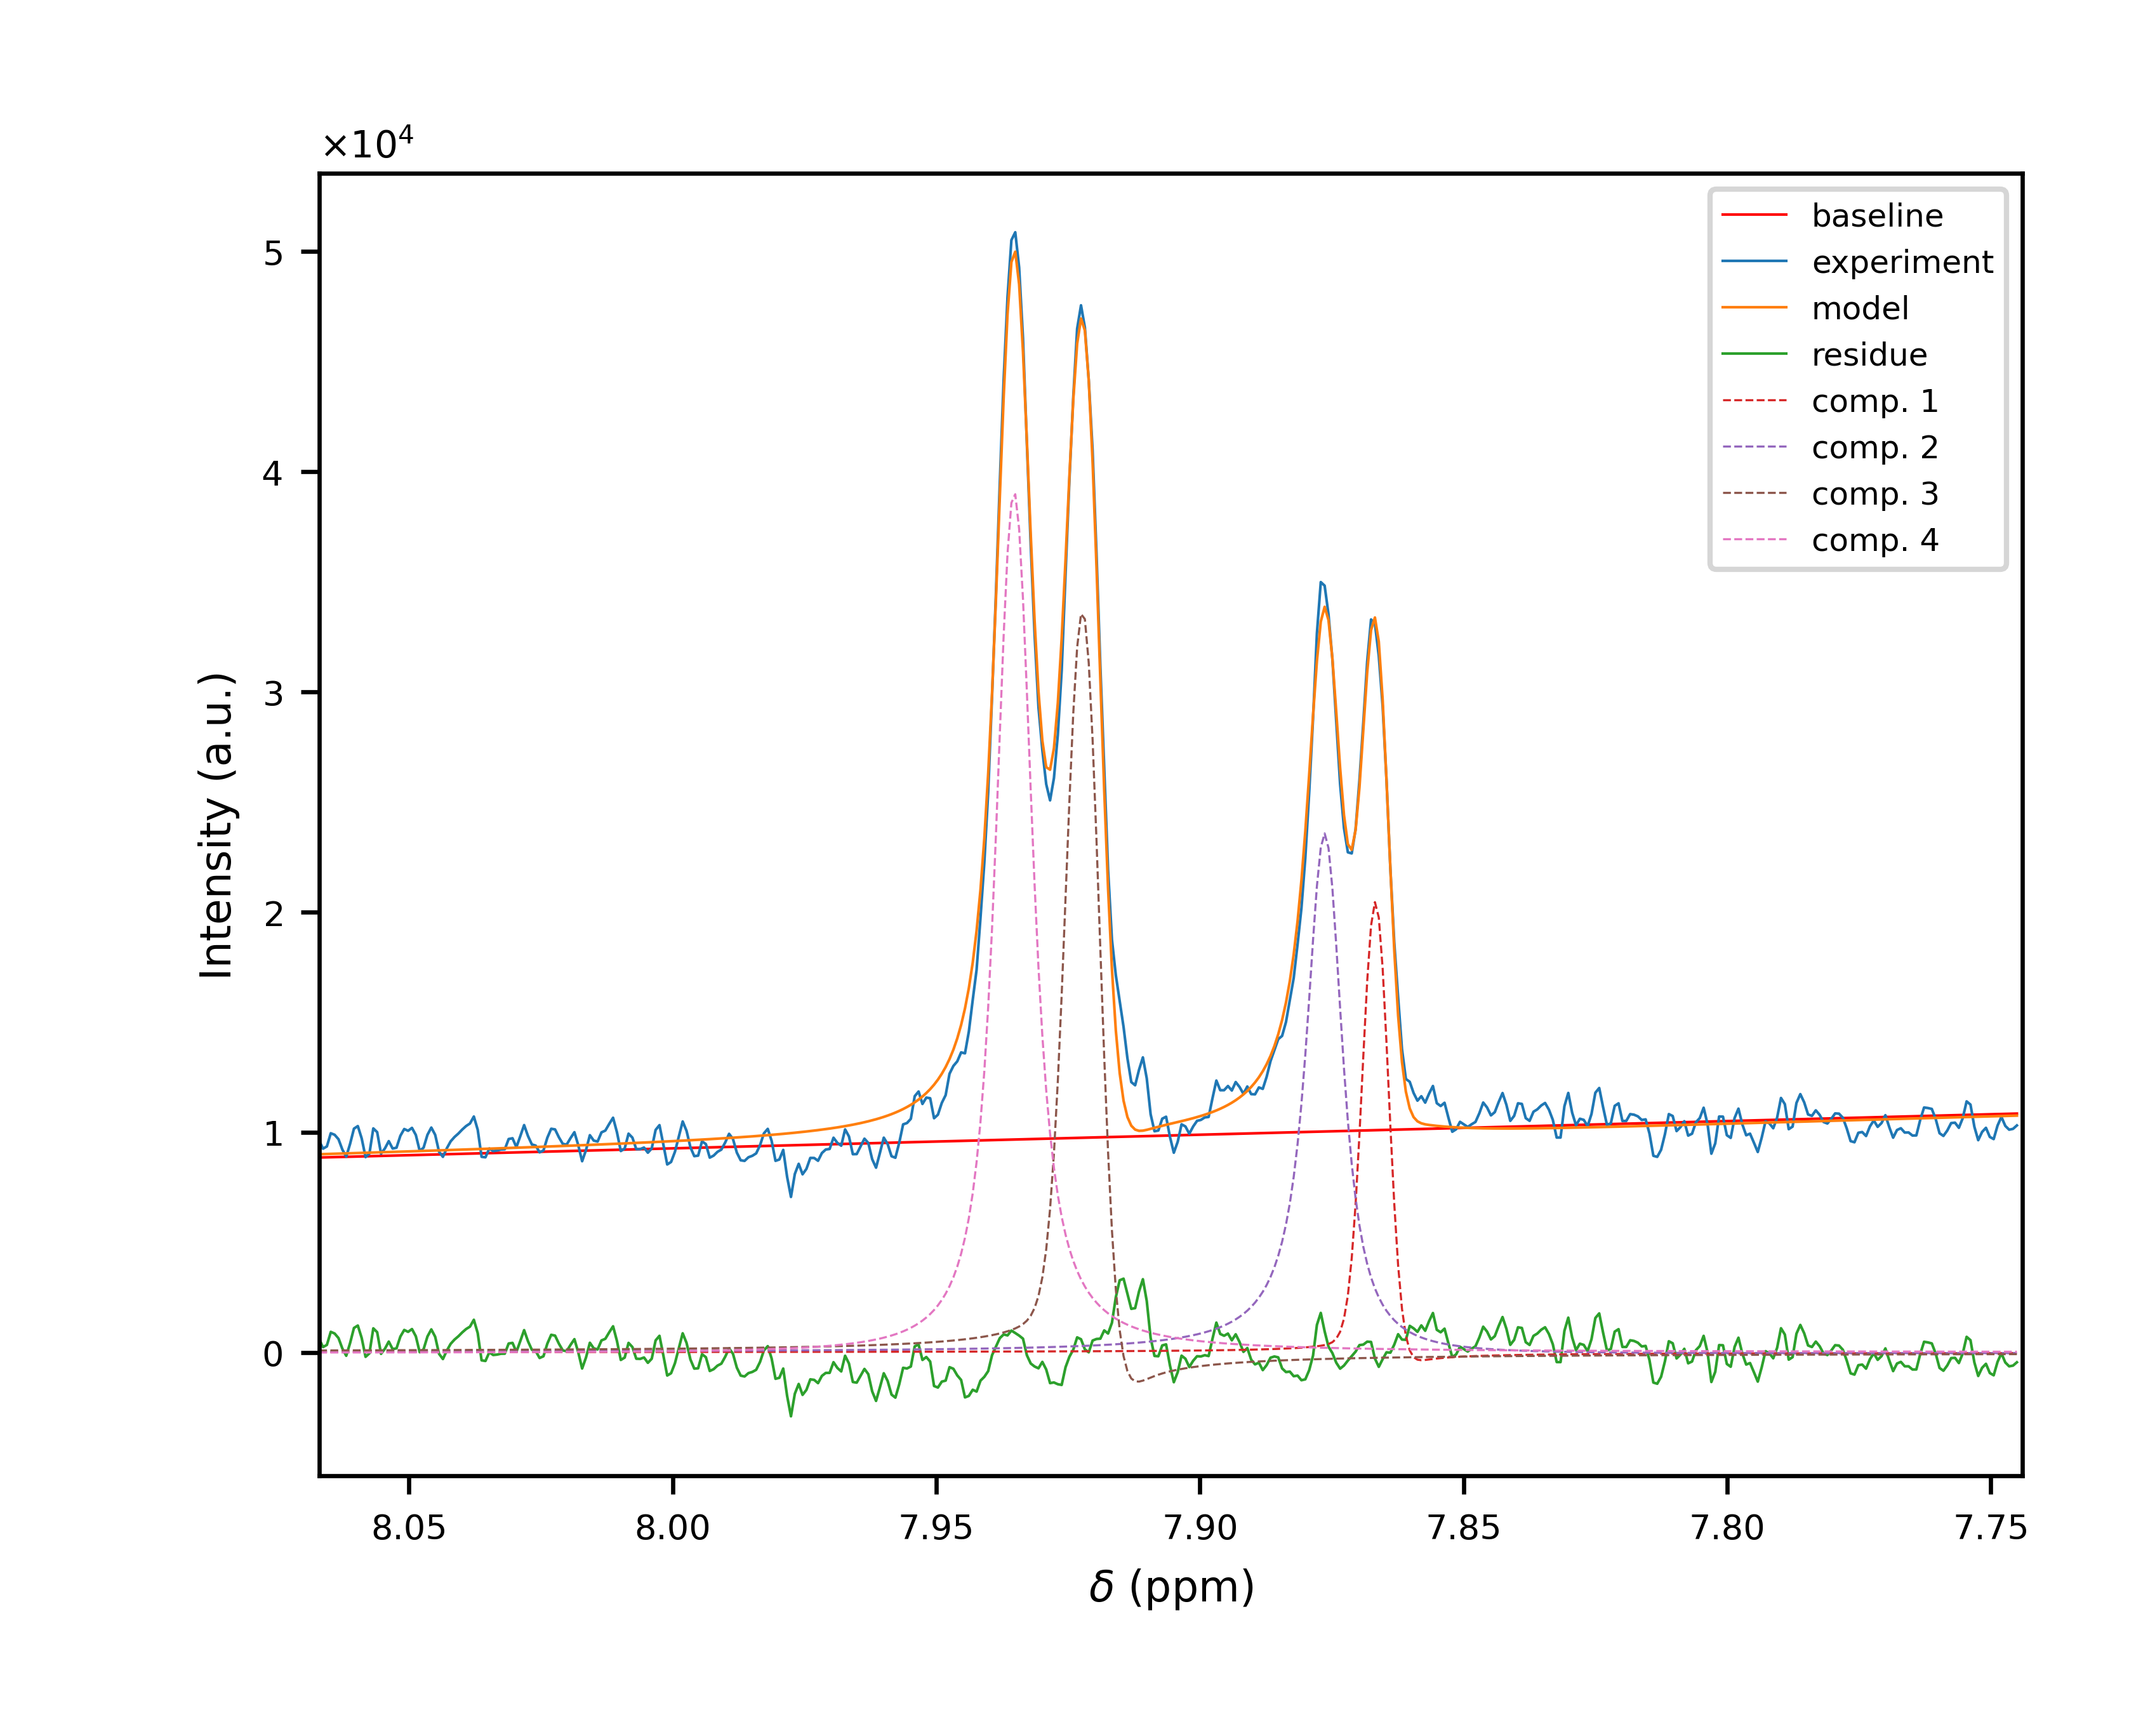 ×10⁴
Intensity (a.u.)
5
4
3
2
1
0
baseline
experiment
model
residue
comp. 1
comp. 2
comp. 3
comp. 4
8.05 8.00 7.95 7.90 7.85 7.80 7.75
δ (ppm)